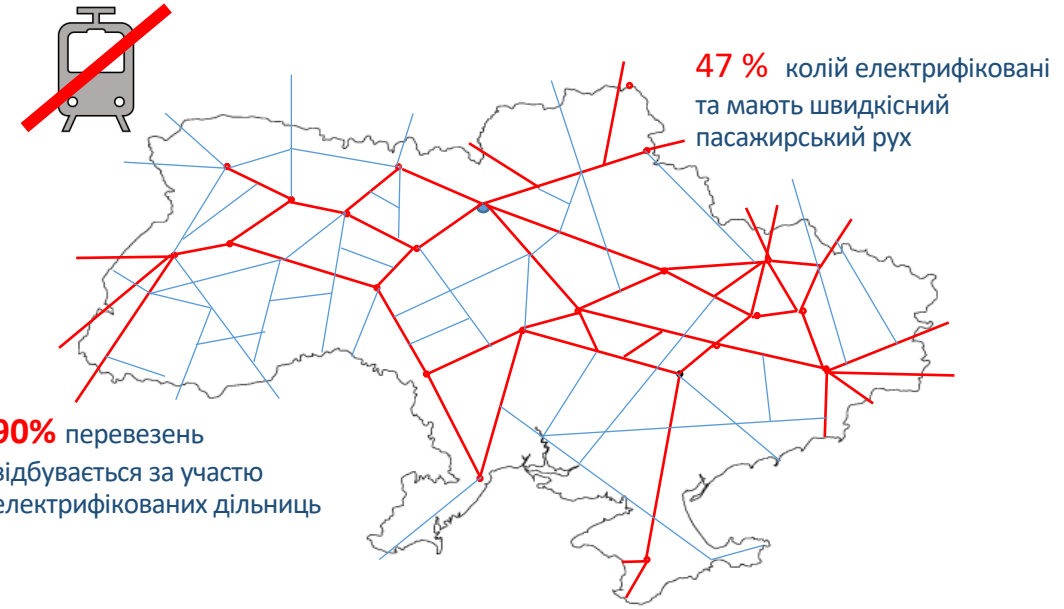 47 % колій електрифіковані
та мають швидкісний
пасажирський рух
90% перевезень
відбувається за участю
електрифікованих дільниць